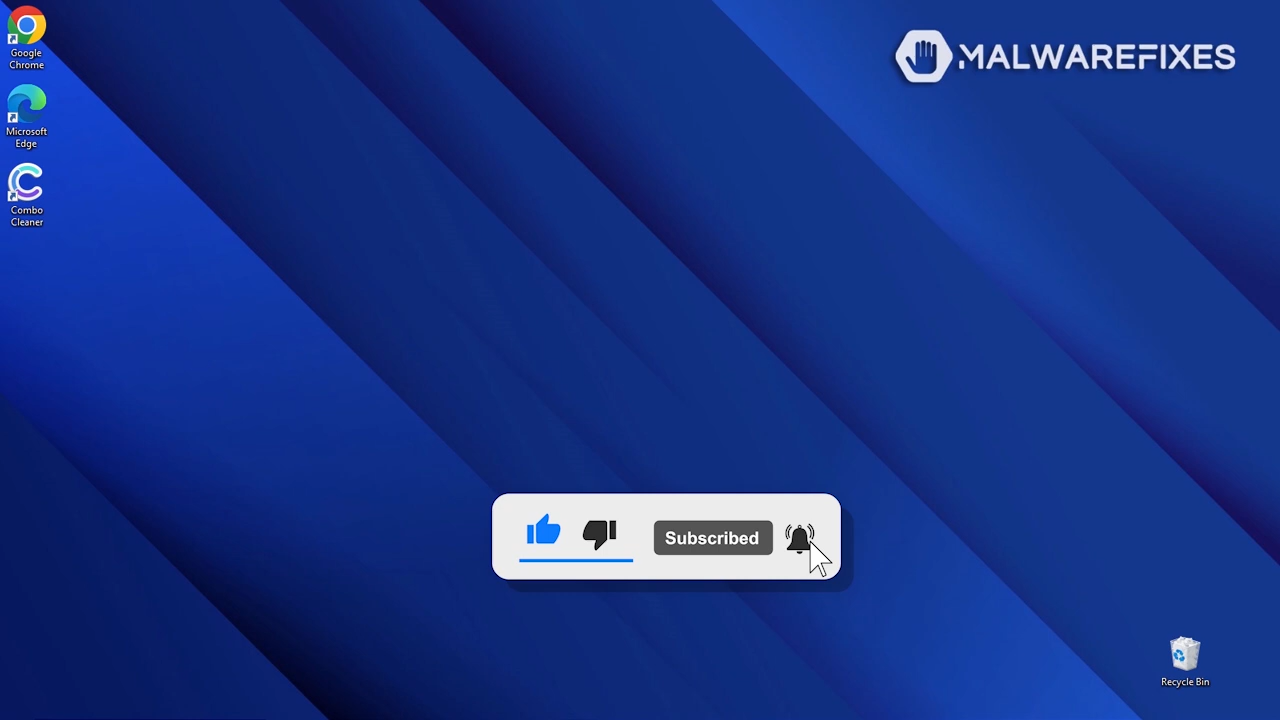 Google
Chrome
Microsoft
Edge
Combo
Cleaner
MALWAREFIXES
Subscribed
Recycle Bin